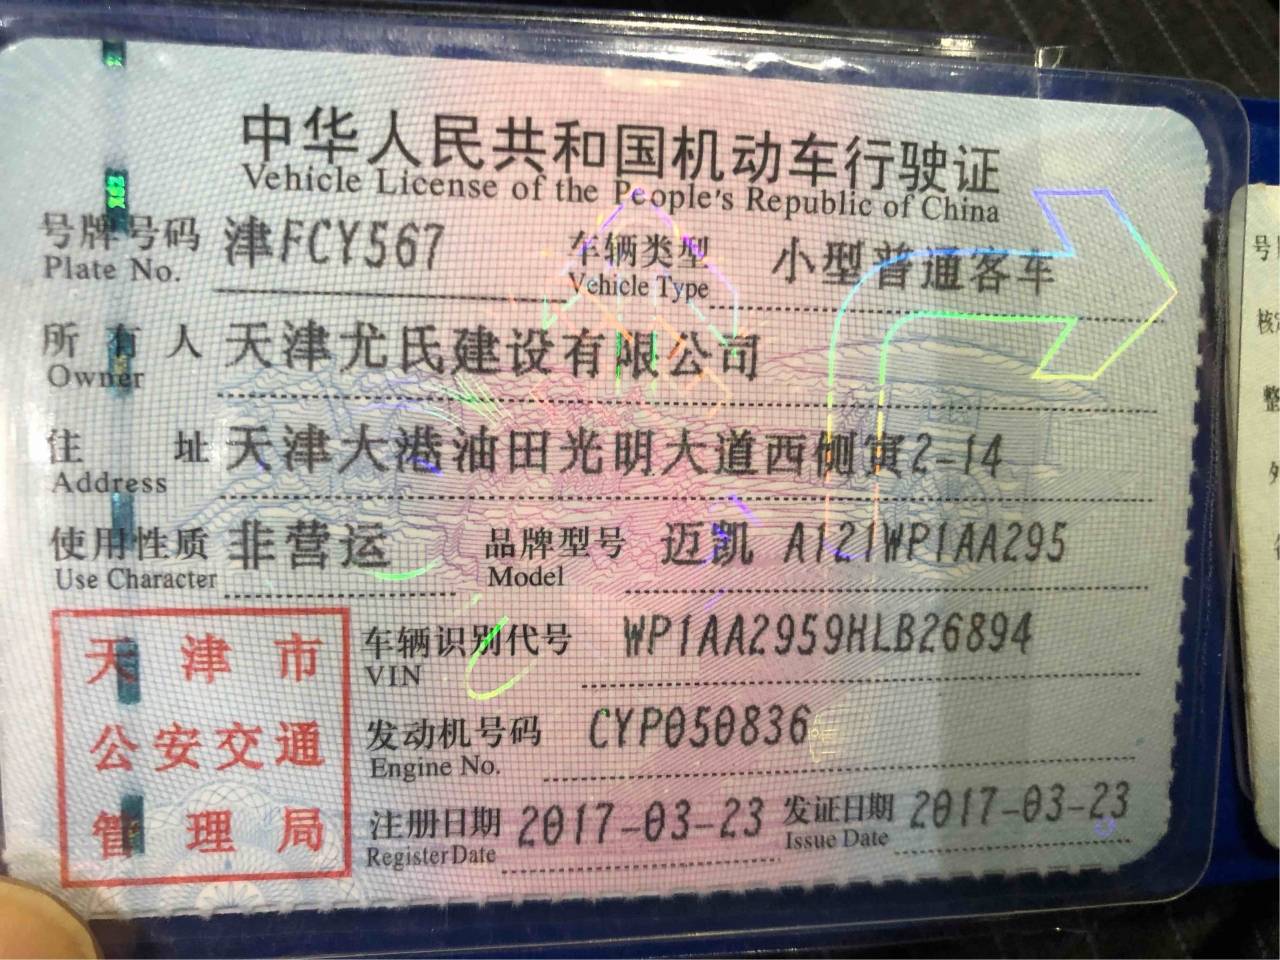 中华人民共和国机动车行驶证
Vehicle License of the People's Republic of China
号牌号码 津FCY567 车辆类型 小型普通客车
Plate No. Vehicle Type
所有人 天津尤氏建设有限公司
Owner
住址 天津大港油田光明大道西侧寅2-14
Address
使用性质 非营运 品牌型号 迈凯 A121WP1AA295
Use Character Model
天津市
公安交通
管理局
车辆识别代号 WP1AA2959HLB26894
VIN
发动机号码 CYP050836
Engine No.
注册日期 2017-03-23 发证日期 2017-03-23
Register Date Issue Date
号
核
整